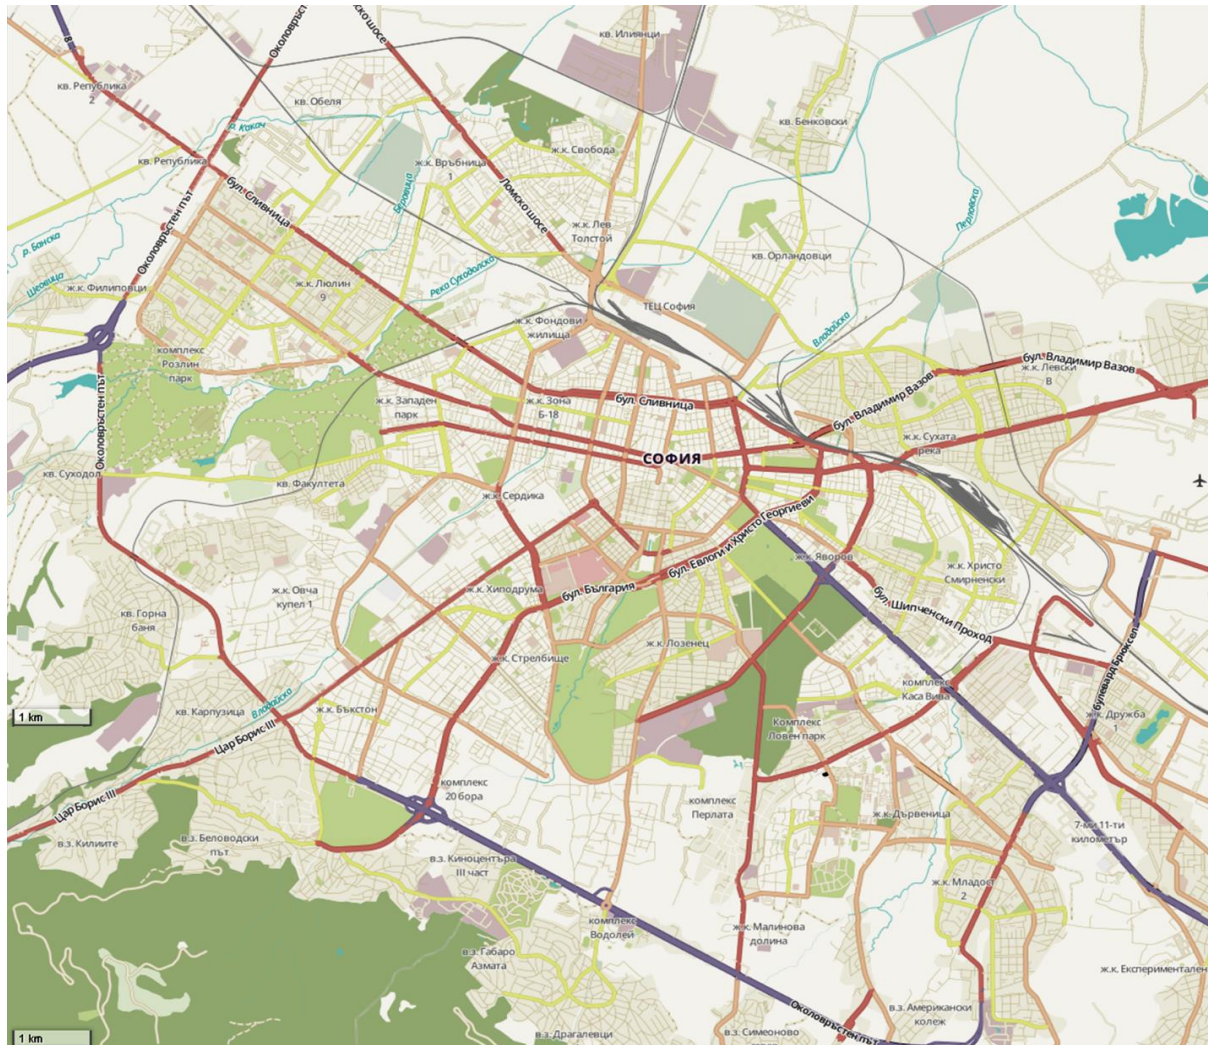 ско шосе
Околовръст
8
кв. Илиянци
кв. Република
2
кв. Обеля
р. Какач
кв. Бенковски
ж.к. Свобода
кв. Република
ж.к. Връбница
1
бул. Сливница
Ломско шосе
Беровица
Перловска
Околовръстен път
ж.к. Лев
Толстой
р. Банска
кв. Орландовци
Река Суходолска
Шеовица
ж.к. Филиповци
ж.к. Люлин
9
ТЕЦ София
ж.к. Фондови
жилища
Владайска
комплекс
Розлин
парк
бул. Владимир Вазов
ж.к. Левски
В
бул. Владимир Вазов
ж.к. Западен
парк
ж.к. Зона
Б-18
бул. Сливница
Околовръстен път
ж.к. Сухата
река
СОФИЯ
кв. Суходол
кв. Факултета
ж.к. Сердика
бул. Евлоги и Христо Георгиеви
ж.к. Яворов
ж.к. Христо
Смирненски
ж.к. Овча
купел 1
ж.к. Хиподрума
бул. България
бул. Шипченски Проход
кв. Горна
баня
ж.к. Лозенец
ж.к. Стрелбище
булевард Брюксел
комплекс
Каса Вива
Владайска
кв. Карпузица
ж.к. Бъкстон
1 km
Цар Борис III
Комплекс
Ловен парк
ж.к. Дружба
1
комплекс
20 бора
комплекс
Перлата
Цар Борис III
ж.к. Дървеница
7-ми 11-ти
километър
в.з. Килиите
в.з. Беловодски
път
в.з. Киноцентъра
III част
ж.к. Младост
2
комплекс
Водолей
ж.к. Малинова
долина
в.з. Габаро
Азмата
ж.к. Експериментален
Околовръстен път
в.з. Американски
колеж
в.з. Драгалевци
в.з. Симеоново
1 km